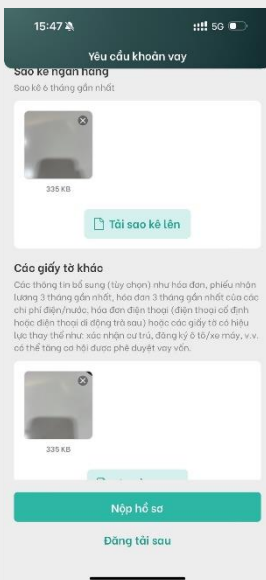 15:47
5G
Yêu cầu khoản vay
Sao kê ngân hàng
Sao kê 6 tháng gần nhất
335 KB
Tải sao kê lên
Các giấy tờ khác
Các thông tin bổ sung (tùy chọn) như hóa đơn, phiếu nhận
lương 3 tháng gần nhất, hóa đơn 3 tháng gần nhất của các
chi phí điện/nước, hóa đơn điện thoại (điện thoại cố định
hoặc điện thoại di động trả sau) hoặc các giấy tờ có hiệu
lực thay thế như: xác nhận cư trú, đăng ký ô tô/xe máy, v.v.
có thể tăng cơ hội được phê duyệt vay vốn.
335 KB
Nộp hồ sơ
Đăng tải sau